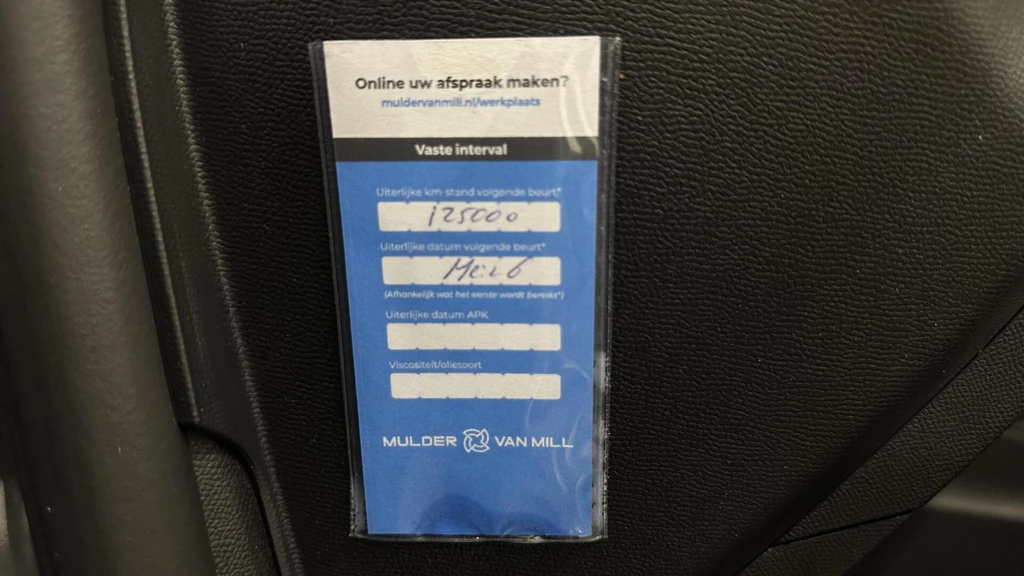 Online uw afspraak maken?
muldervanmill.nl/werkplaats
Vaste interval
Uiterlijke km-stand volgende beurt*
125000
Uiterlijke datum volgende beurt*
Mei 26
(Afhankelijk wat het eerste wordt bereikt*)
Uiterlijke datum APK
Viscositeit/oliesoort
MULDER VAN MILL